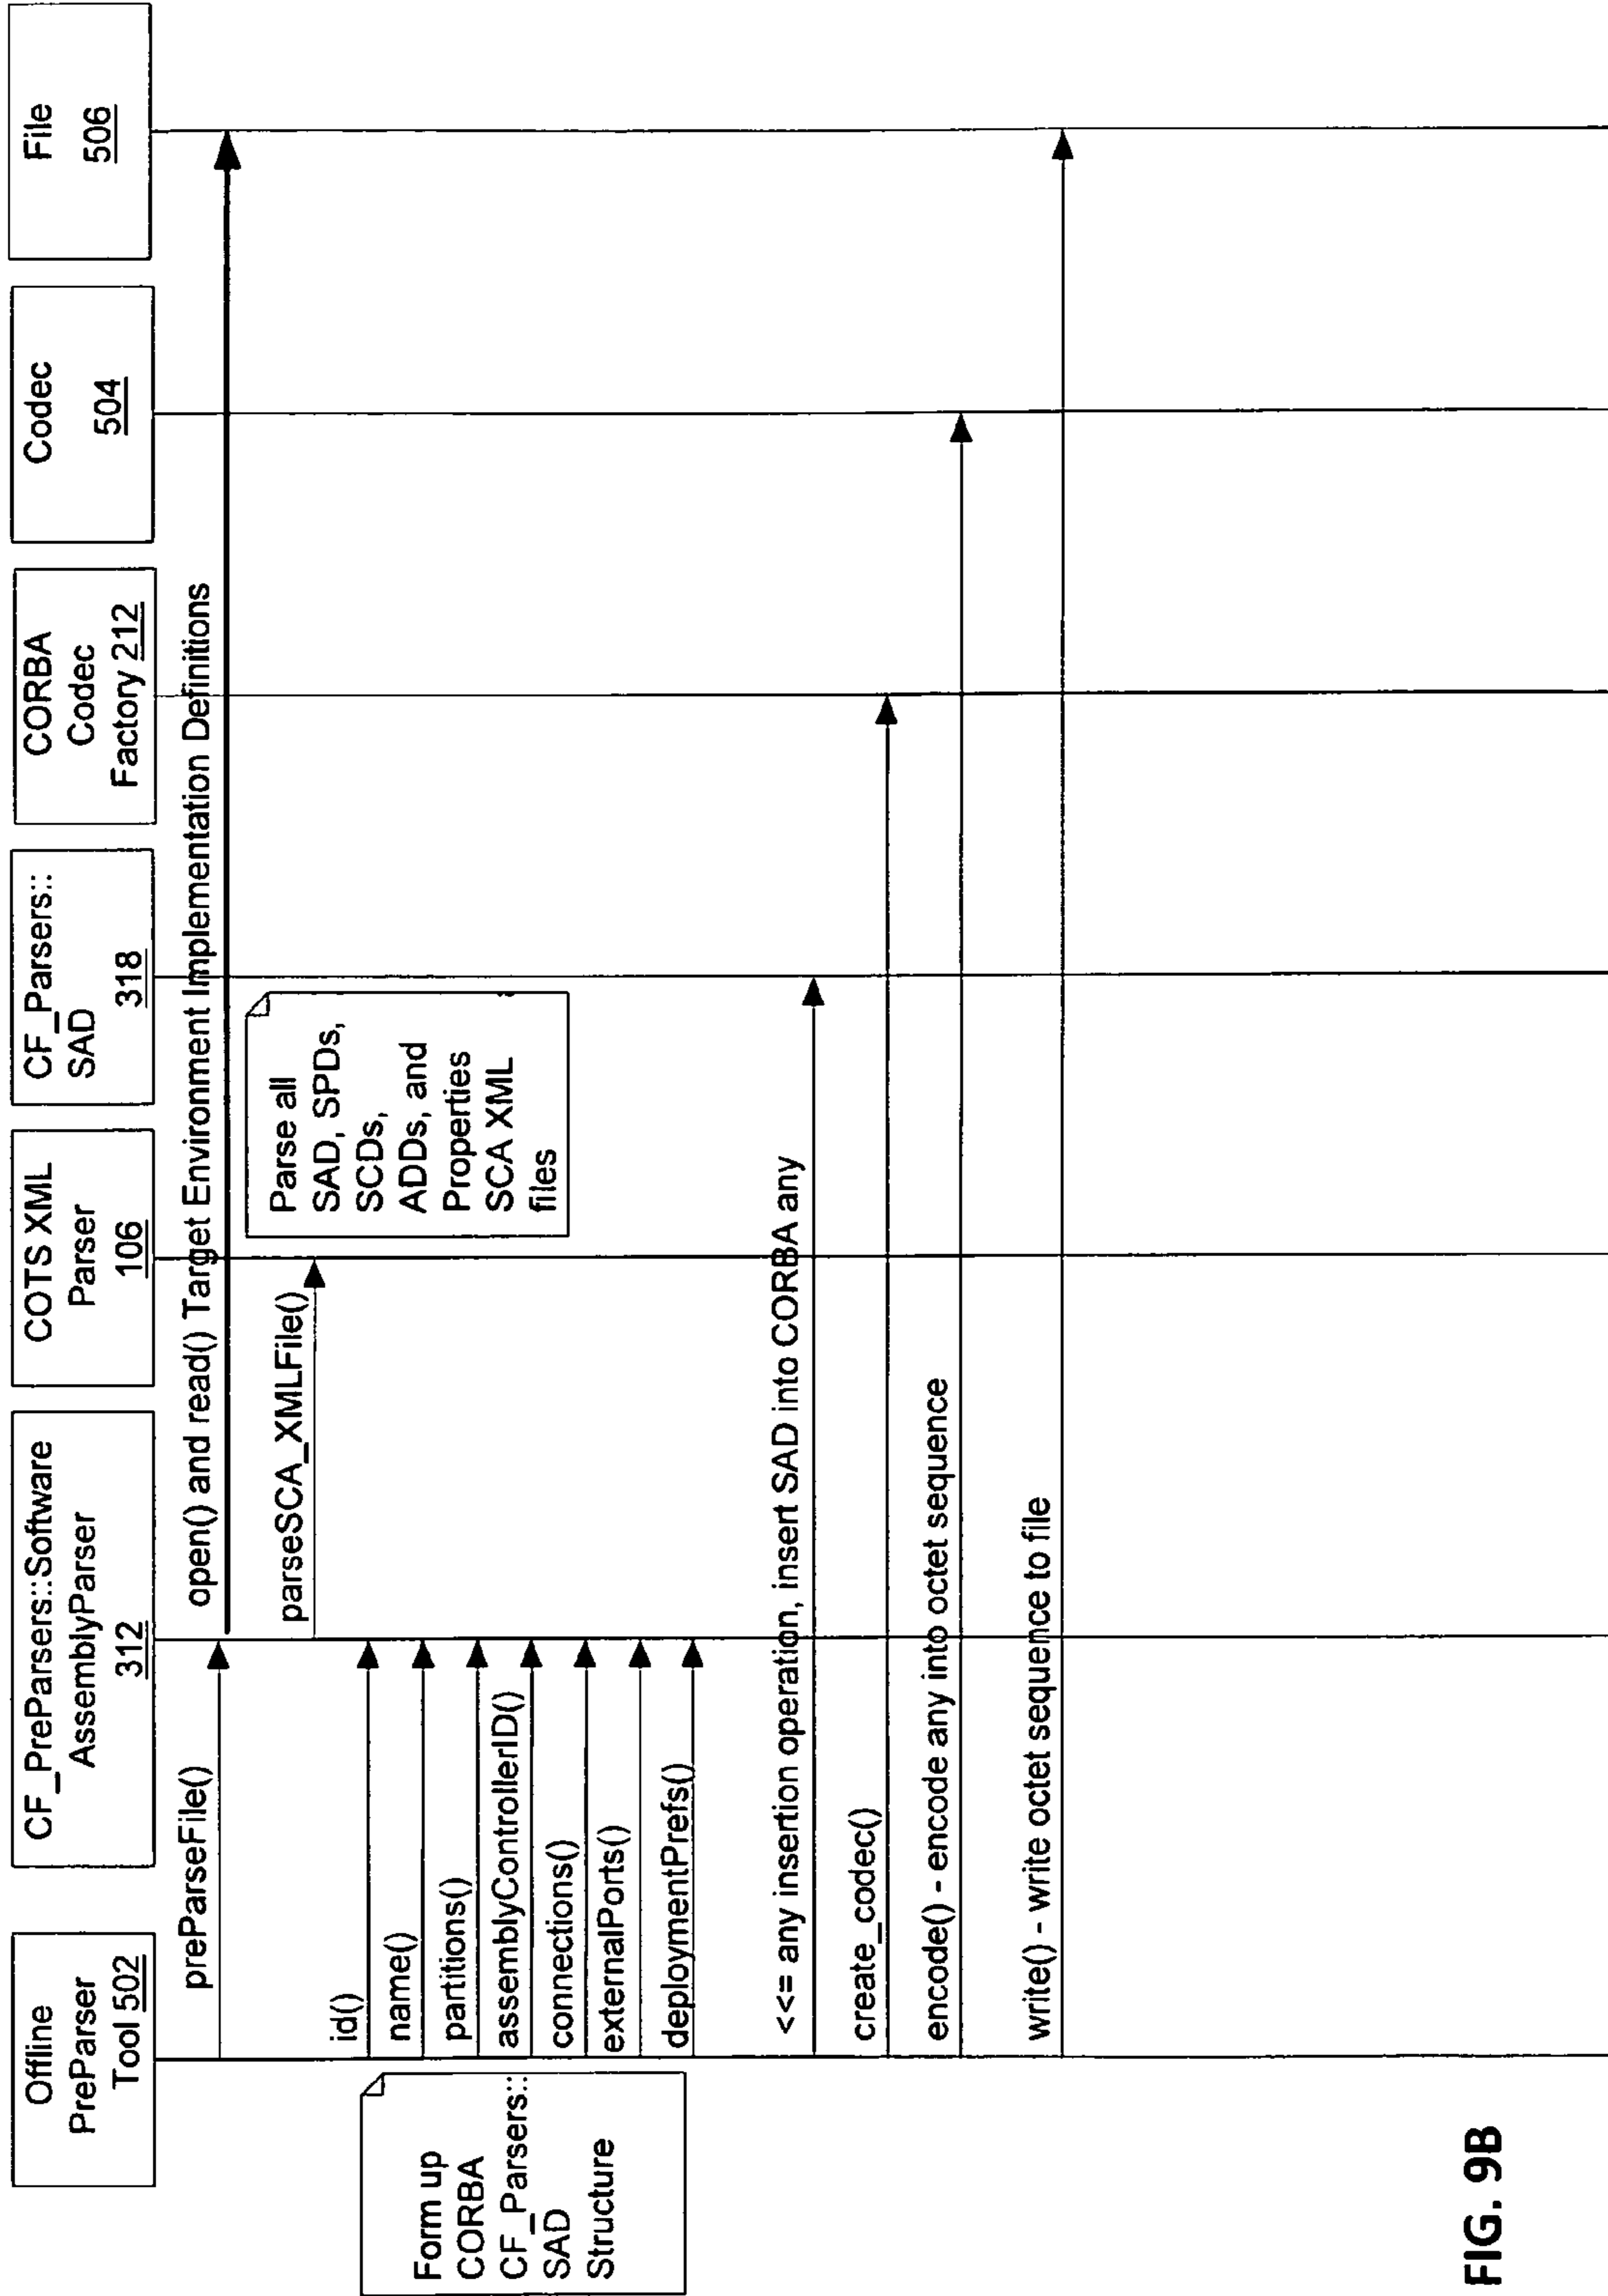 Offline
PreParser
Tool 502
CF_PreParsers::Software
AssemblyParser
312
COTS XML
Parser
106
CF_Parsers::
SAD
318
CORBA
Codec
Factory 212
Codec
504
File
506
preParseFile()
open() and read() Target Environment Implementation Definitions
parseSCA_XMLFile()
Parse all
SAD, SPDs,
SCDs,
ADDs, and
Properties
SCA XML
files
Form up
CORBA
CF_Parsers::
SAD
Structure
id()
name()
partitions()
assemblyControllerID()
connections()
externalPorts()
deploymentPrefs()
<<= any insertion operation, insert SAD into CORBA any
create_codec()
encode() - encode any into octet sequence
write() - write octet sequence to file
FIG. 9B